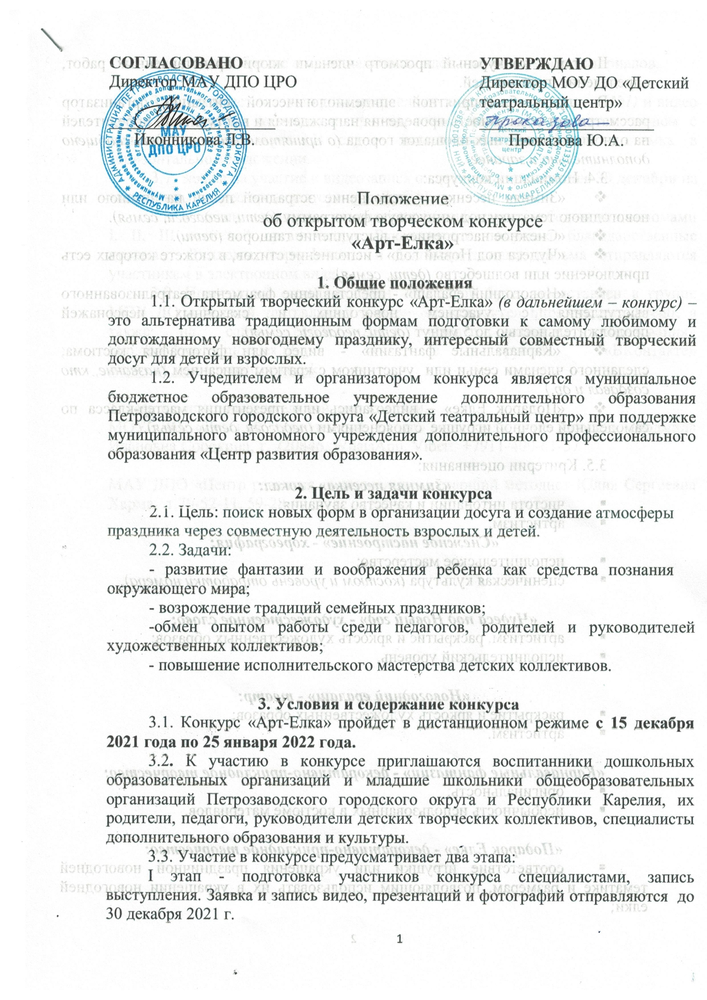 СОГЛАСОВАНО
Директор МАУ ДПО ЦРО
Иконникова Л.В.
МАУ
ДПО ЦРО
УТВЕРЖДАЮ
Директор МОУ ДО «Детский
театральный центр»
Проказова
Проказова Ю.А.
Детский
театральный
центр
Положение
об открытом творческом конкурсе
«Арт-Елка»
1. Общие положения
1.1. Открытый творческий конкурс «Арт-Елка» (в дальнейшем – конкурс) –
это альтернатива традиционным формам подготовки к самому любимому и
долгожданному новогоднему празднику, интересный совместный творческий
досуг для детей и взрослых.
1.2. Учредителем и организатором конкурса является муниципальное
бюджетное образовательное учреждение дополнительного образования
Петрозаводского городского округа «Детский театральный центр» при поддержке
муниципального автономного учреждения дополнительного профессионального
образования «Центр развития образования».
2. Цель и задачи конкурса
2.1. Цель: поиск новых форм в организации досуга и создание атмосферы
праздника через совместную деятельность взрослых и детей.
2.2. Задачи:
- развитие фантазии и воображения ребенка как средства познания
окружающего мира;
- возрождение традиций семейных праздников;
-обмен опытом работы среди педагогов, родителей и руководителей
художественных коллективов;
- повышение исполнительского мастерства детских коллективов.
3. Условия и содержание конкурса
3.1. Конкурс «Арт-Елка» пройдет в дистанционном режиме с 15 декабря
2021 года по 25 января 2022 года.
3.2. К участию в конкурсе приглашаются воспитанники дошкольных
образовательных организаций и младшие школьники общеобразовательных
организаций Петрозаводского городского округа и Республики Карелия, их
родители, педагоги, руководители детских творческих коллективов, специалисты
дополнительного образования и культуры.
3.3. Участие в конкурсе предусматривает два этапа:
I этап - подготовка участников конкурса специалистами, запись
выступления. Заявка и запись видео, презентаций и фотографий отправляются до
30 декабря 2021 г.
1